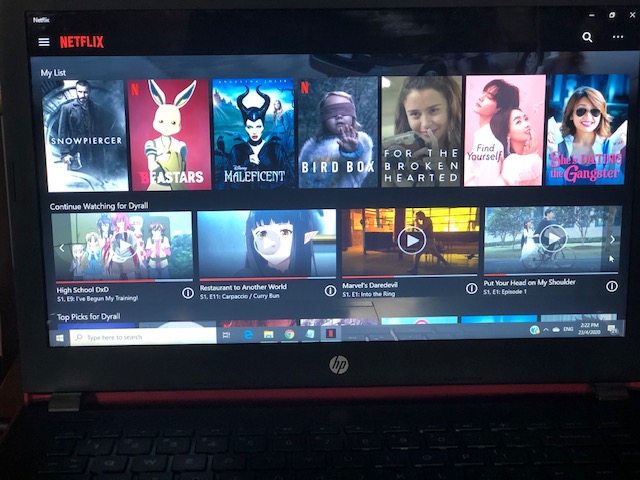 Netflix
NETFLIX
My List
SNOWPIERCER
N
BEASTARS
Disney
MALEFICENT
N
BIRD BOX
FOR THE
BROKEN
HEARTED
Find
Yourself
She's DATING
the Gangster
Continue Watching for Dyrall
High School DxD
S1. E9: I've Begun My Training!
Restaurant to Another World
S1. E11: Carpaccio / Curry Bun
Marvel's Daredevil
S1. E1: Into the Ring
Put Your Head on My Shoulder
S1. E1: Episode 1
Top Picks for Dyrall
Type here to search
ENG
2:22 PM
23/4/2020
hp